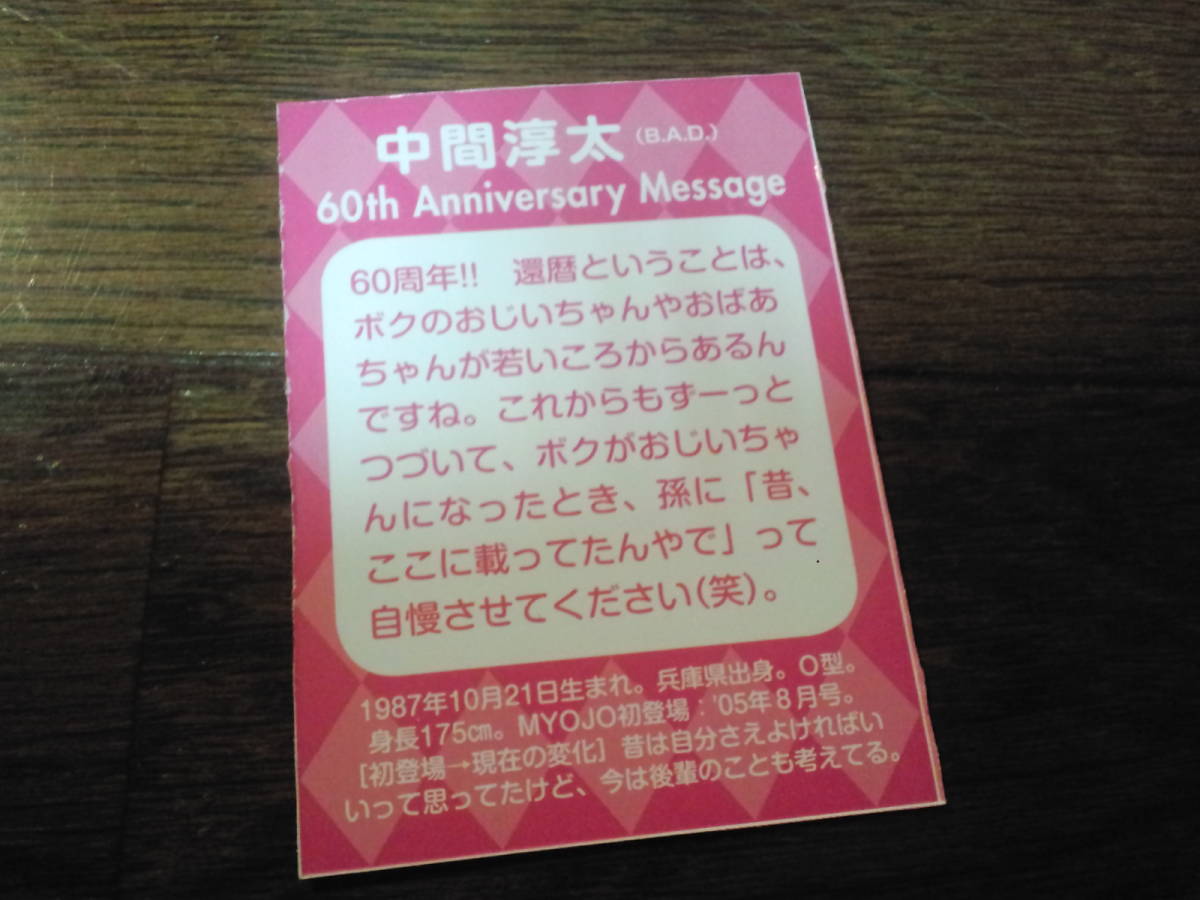 中間淳太(B.A.D.)
60th Anniversary Message
60周年!!　還暦ということは、
ボクのおじいちゃんやおばあ
ちゃんが若いころからあるん
ですね。これからもずーっと
つづいて、ボクがおじいちゃ
んになったとき、孫に「昔、
ここに載ってたんやで」って
自慢させてください(笑)。
1987年10月21日生まれ。兵庫県出身。O型。
身長175㎝。MYOJO初登場：'05年8月号。
[初登場→現在の変化] 昔は自分さえよければい
いって思ってたけど、今は後輩のことも考えてる。